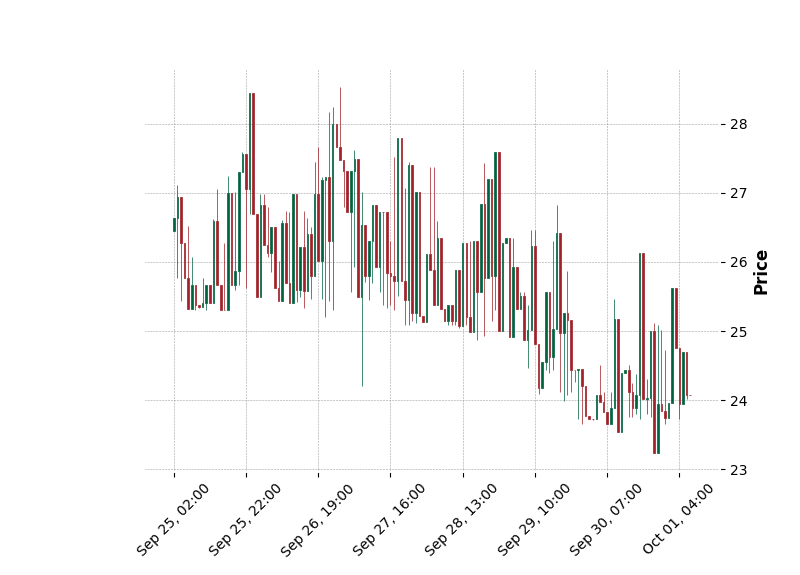 28
27
26
25
24
23
Price
Sep 25, 02:00
Sep 25, 22:00
Sep 26, 19:00
Sep 27, 16:00
Sep 28, 13:00
Sep 29, 10:00
Sep 30, 07:00
Oct 01, 04:00